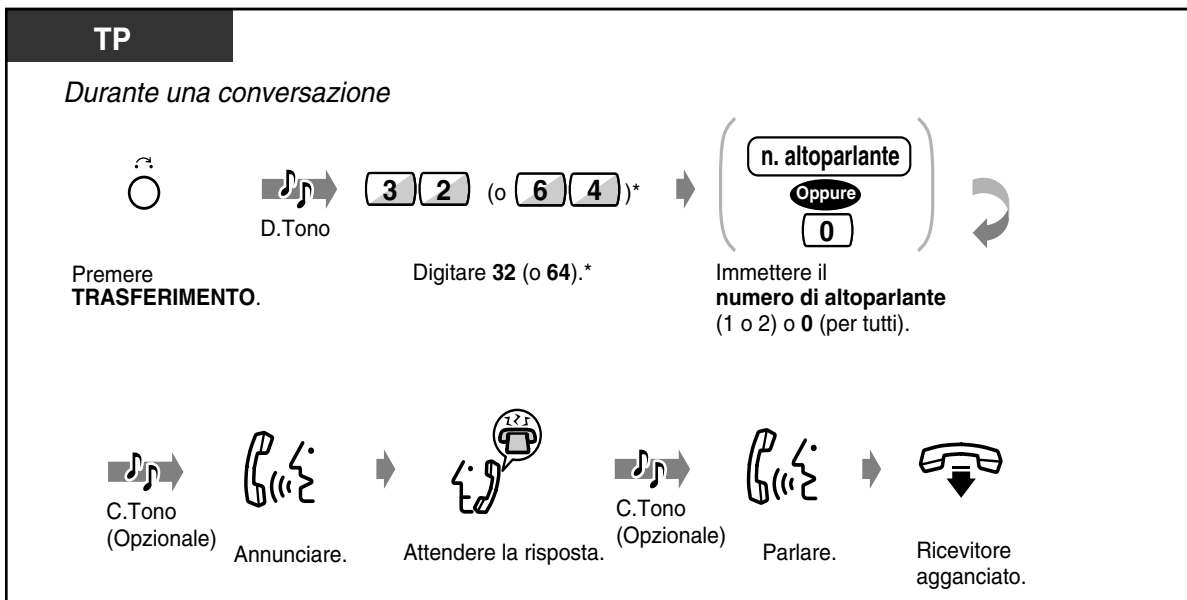 TP
Durante una conversazione
D.Tono
3 2 (o 6 4)*
n. altoparlante
Oppure
0
Premere
TRASFERIMENTO.
Digitare 32 (o 64).*
Immettere il
numero di altoparlante
(1 o 2) o 0 (per tutti).
C.Tono
(Opzionale)
Annunciare.
Attendere la risposta.
C.Tono
(Opzionale)
Parlare.
Ricevitore
agganciato.